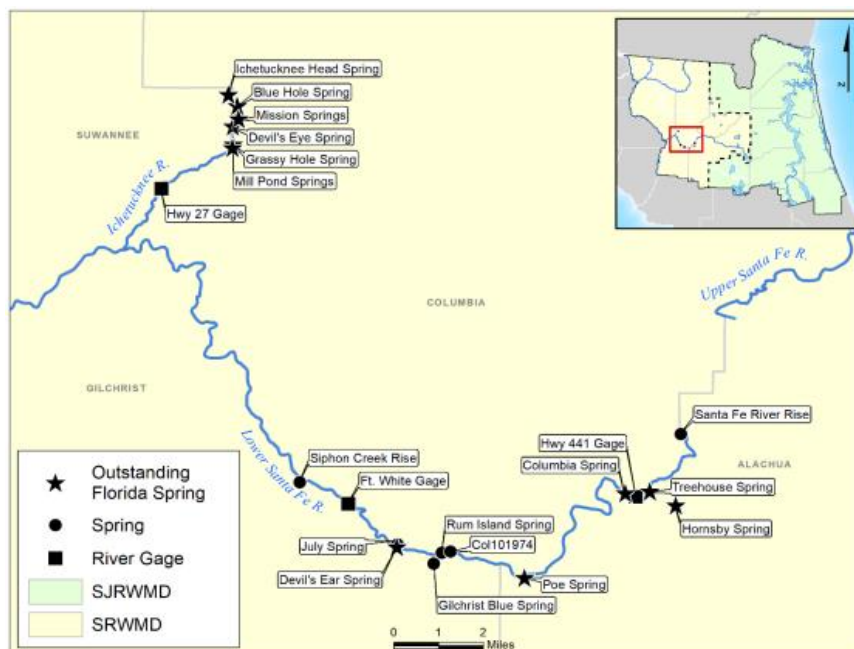 Ichetucknee Head Spring
Blue Hole Spring
Mission Springs
Devil's Eye Spring
Grassy Hole Spring
Mill Pond Springs
SUWANNEE
Ichetucknee R.
Hwy 27 Gage
Z
Upper Santa Fe R.
COLUMBIA
GILCHRIST
Santa Fe River Rise
Hwy 441 Gage
Columbia Spring
ALACHUA
Treehouse Spring
Hornsby Spring
Lower Santa Fe R.
Siphon Creek Rise
Ft. White Gage
Rum Island Spring
July Spring
Col101974
Devil's Ear Spring
Poe Spring
Gilchrist Blue Spring
Outstanding
Florida Spring
Spring
River Gage
SJRWMD
SRWMD
0 1 2
Miles